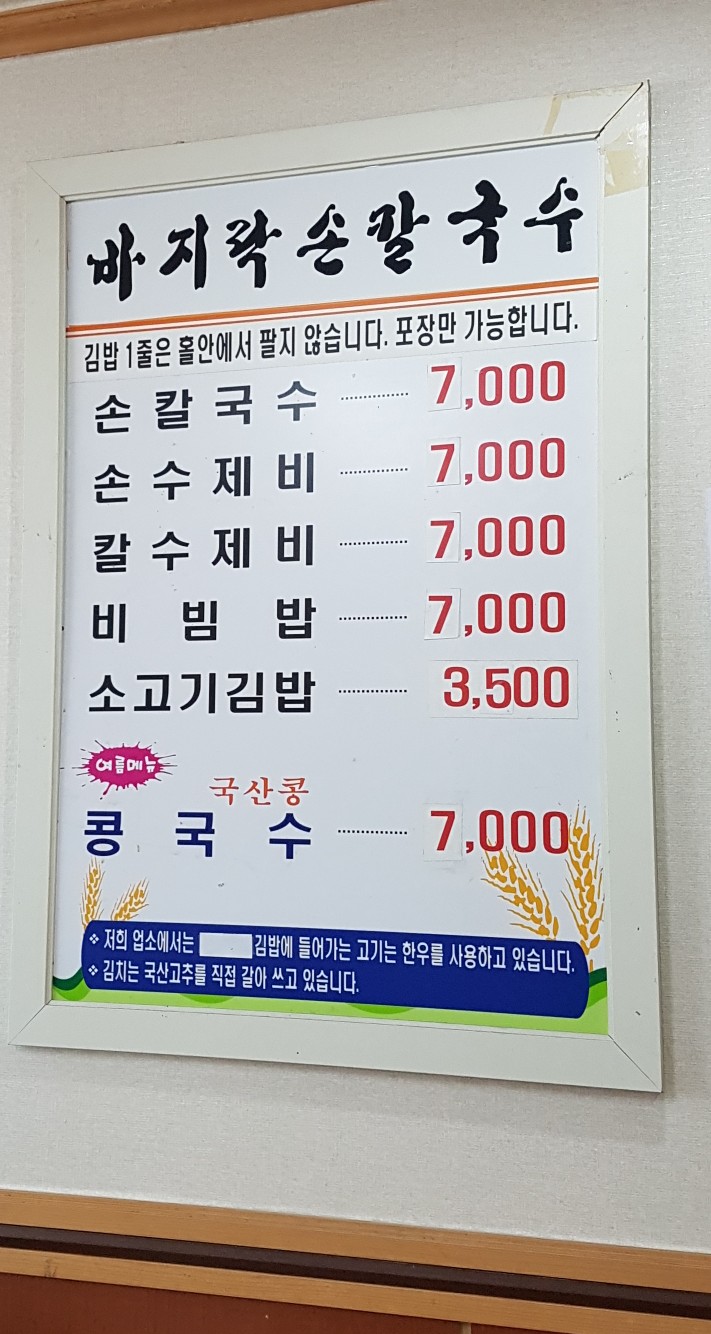 바지락손칼국수
김밥 1줄은 홀안에서 팔지 않습니다. 포장만 가능합니다.
손칼국수 ············ 7,000
손수제비 ············ 7,000
칼수제비 ············ 7,000
비빔밥 ············ 7,000
소고기김밥 ············ 3,500
여름메뉴
국산콩
콩국수 ············ 7,000
❖ 저희 업소에서는 김밥에 들어가는 고기는 한우를 사용하고 있습니다.
❖ 김치는 국산고추를 직접 갈아 쓰고 있습니다.